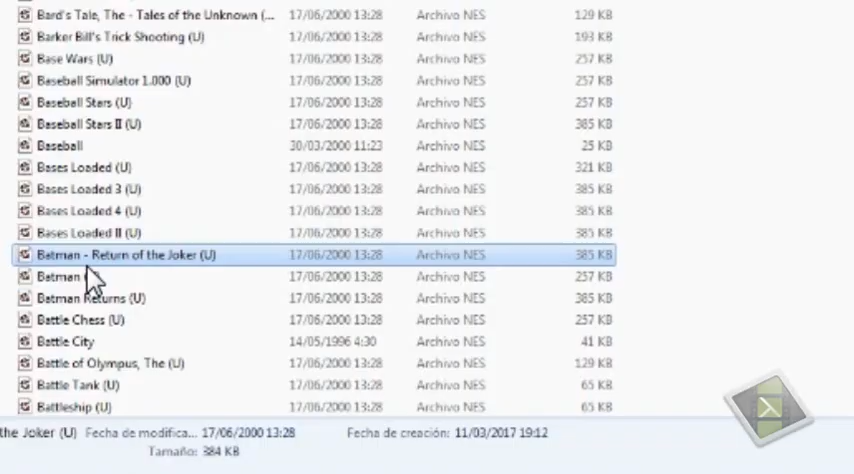 Bard's Tale, The - Tales of the Unknown (... 17/06/2000 13:28 Archivo NES 129 KB
Barker Bill's Trick Shooting (U) 17/06/2000 13:28 Archivo NES 193 KB
Base Wars (U) 17/06/2000 13:28 Archivo NES 257 KB
Baseball Simulator 1.000 (U) 17/06/2000 13:28 Archivo NES 257 KB
Baseball Stars (U) 17/06/2000 13:28 Archivo NES 257 KB
Baseball Stars II (U) 17/06/2000 13:28 Archivo NES 385 KB
Baseball 30/03/2000 11:23 Archivo NES 25 KB
Bases Loaded (U) 17/06/2000 13:28 Archivo NES 321 KB
Bases Loaded 3 (U) 17/06/2000 13:28 Archivo NES 385 KB
Bases Loaded 4 (U) 17/06/2000 13:28 Archivo NES 385 KB
Bases Loaded II (U) 17/06/2000 13:28 Archivo NES 385 KB
Batman - Return of the Joker (U) 17/06/2000 13:28 Archivo NES 385 KB
Batman 17/06/2000 13:28 Archivo NES 257 KB
Batman Returns (U) 17/06/2000 13:28 Archivo NES 385 KB
Battle Chess (U) 17/06/2000 13:28 Archivo NES 257 KB
Battle City 14/05/1996 4:30 Archivo NES 41 KB
Battle of Olympus, The (U) 17/06/2000 13:28 Archivo NES 129 KB
Battle Tank (U) 17/06/2000 13:28 Archivo NES 65 KB
Battleship (U) 17/06/2000 13:28 Archivo NES 65 KB
the Joker (U) Fecha de modifica... 17/06/2000 13:28 Fecha de creación: 11/03/2017 19:12
Tamaño: 384 KB